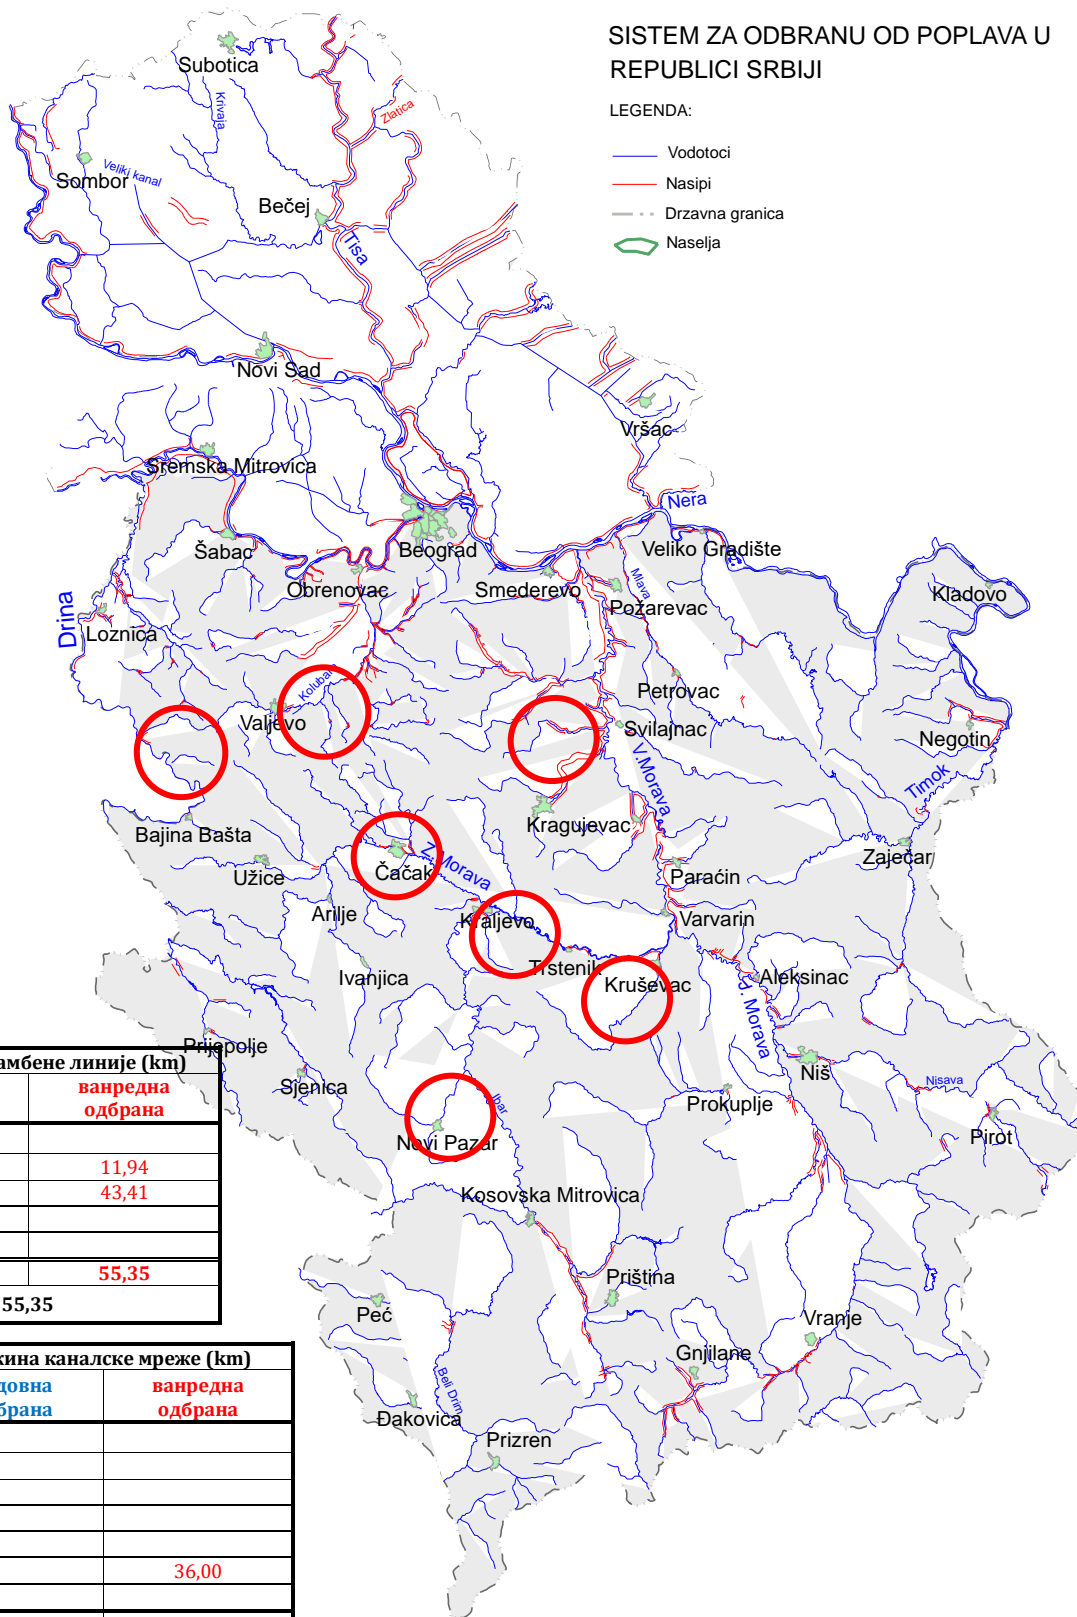 SISTEM ZA ODBRANU OD POPLAVA U
REPUBLICI SRBIJI
LEGENDA:
Vodotoci
Nasipi
Drzavna granica
Naselja
Subotica
Krivaja
Zlatica
Sombor
Veliki kanal
Bečej
Tisa
Novi Sad
Vršac
Sremska Mitrovica
Nera
Šabac
Beograd
Veliko Gradište
Obrenovac
Smederevo
Mlava
Požarevac
Kladovo
Drina
Loznica
Petrovac
Valjevo
Svilajnac
Negotin
V.Morava
Timok
Bajina Bašta
Kragujevac
Čačak
Z. Morava
Zaječar
Užice
Paraćin
Arilje
Kraljevo
Varvarin
Trstenik
Ivanjica
Kruševac
Aleksinac
J. Morava
Prijepolje
Sjenica
Niš
Nisava
Ibar
Prokuplje
Pirot
Novi Pazar
Kosovska Mitrovica
Priština
Peć
Vranje
Gnjilane
Beli Drim
Đakovica
Prizren
линије (km)
ванредна
одбрана
11,94
43,41
55,35
55,35
каналске мреже (km)
ванредна
одбрана
36,00